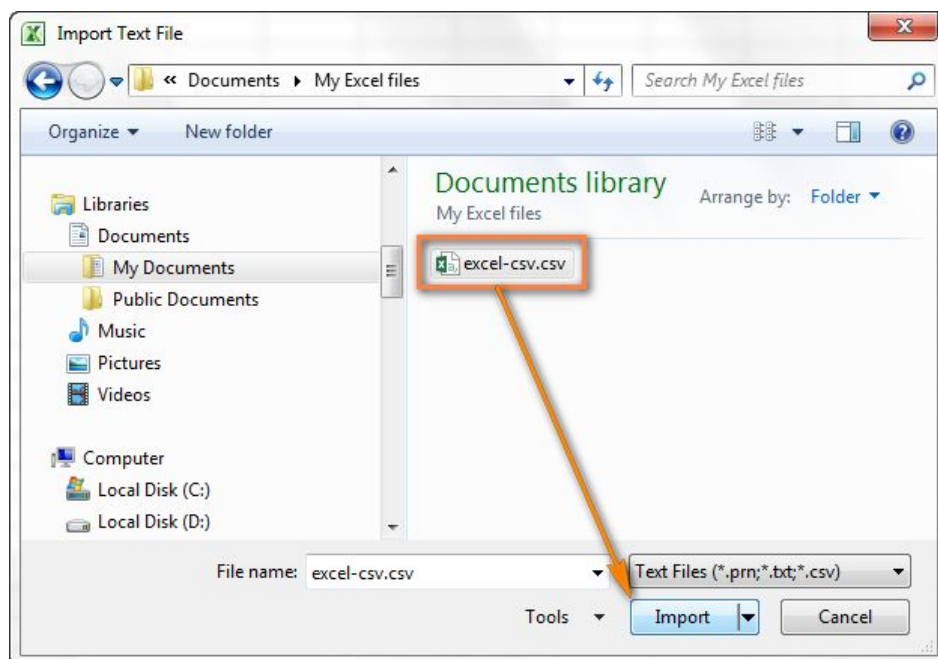 Import Text File
« Documents My Excel files
Search My Excel files
Organize New folder
Libraries
Documents
My Documents
Public Documents
Music
Pictures
Videos
Computer
Local Disk (C:)
Local Disk (D:)
Documents library
My Excel files
Arrange by: Folder
excel-csv.csv
File name: excel-csv.csv
Text Files (*.prn;*.txt;*.csv)
Tools Import Cancel